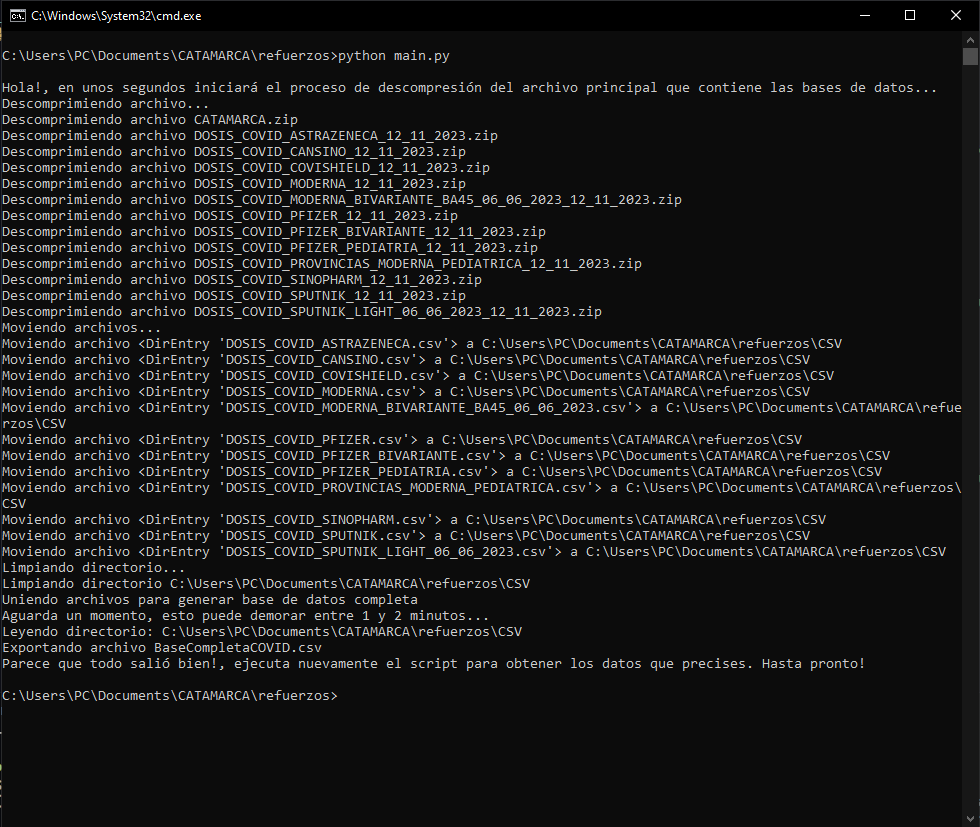 C:\Windows\System32\cmd.exe
C:\Users\PC\Documents\CATAMARCA\refuerzos>python main.py
Hola!, en unos segundos iniciará el proceso de descompresión del archivo principal que contiene las bases de datos...
Descomprimiendo archivo...
Descomprimiendo archivo CATAMARCA.zip
Descomprimiendo archivo DOSIS_COVID_ASTRAZENECA_12_11_2023.zip
Descomprimiendo archivo DOSIS_COVID_CANSINO_12_11_2023.zip
Descomprimiendo archivo DOSIS_COVID_COVISHIELD_12_11_2023.zip
Descomprimiendo archivo DOSIS_COVID_MODERNA_12_11_2023.zip
Descomprimiendo archivo DOSIS_COVID_MODERNA_BIVARIANTE_BA45_06_06_2023_12_11_2023.zip
Descomprimiendo archivo DOSIS_COVID_PFIZER_12_11_2023.zip
Descomprimiendo archivo DOSIS_COVID_PFIZER_BIVARIANTE_12_11_2023.zip
Descomprimiendo archivo DOSIS_COVID_PFIZER_PEDIATRIA_12_11_2023.zip
Descomprimiendo archivo DOSIS_COVID_PROVINCIAS_MODERNA_PEDIATRICA_12_11_2023.zip
Descomprimiendo archivo DOSIS_COVID_SINOPHARM_12_11_2023.zip
Descomprimiendo archivo DOSIS_COVID_SPUTNIK_12_11_2023.zip
Descomprimiendo archivo DOSIS_COVID_SPUTNIK_LIGHT_06_06_2023_12_11_2023.zip
Moviendo archivos...
Moviendo archivo <DirEntry 'DOSIS_COVID_ASTRAZENECA.csv'> a C:\Users\PC\Documents\CATAMARCA\refuerzos\CSV
Moviendo archivo <DirEntry 'DOSIS_COVID_CANSINO.csv'> a C:\Users\PC\Documents\CATAMARCA\refuerzos\CSV
Moviendo archivo <DirEntry 'DOSIS_COVID_COVISHIELD.csv'> a C:\Users\PC\Documents\CATAMARCA\refuerzos\CSV
Moviendo archivo <DirEntry 'DOSIS_COVID_MODERNA.csv'> a C:\Users\PC\Documents\CATAMARCA\refuerzos\CSV
Moviendo archivo <DirEntry 'DOSIS_COVID_MODERNA_BIVARIANTE_BA45_06_06_2023.csv'> a C:\Users\PC\Documents\CATAMARCA\refue
rzos\CSV
Moviendo archivo <DirEntry 'DOSIS_COVID_PFIZER.csv'> a C:\Users\PC\Documents\CATAMARCA\refuerzos\CSV
Moviendo archivo <DirEntry 'DOSIS_COVID_PFIZER_BIVARIANTE.csv'> a C:\Users\PC\Documents\CATAMARCA\refuerzos\CSV
Moviendo archivo <DirEntry 'DOSIS_COVID_PFIZER_PEDIATRIA.csv'> a C:\Users\PC\Documents\CATAMARCA\refuerzos\CSV
Moviendo archivo <DirEntry 'DOSIS_COVID_PROVINCIAS_MODERNA_PEDIATRICA.csv'> a C:\Users\PC\Documents\CATAMARCA\refuerzos\
CSV
Moviendo archivo <DirEntry 'DOSIS_COVID_SINOPHARM.csv'> a C:\Users\PC\Documents\CATAMARCA\refuerzos\CSV
Moviendo archivo <DirEntry 'DOSIS_COVID_SPUTNIK.csv'> a C:\Users\PC\Documents\CATAMARCA\refuerzos\CSV
Moviendo archivo <DirEntry 'DOSIS_COVID_SPUTNIK_LIGHT_06_06_2023.csv'> a C:\Users\PC\Documents\CATAMARCA\refuerzos\CSV
Limpiando directorio...
Limpiando directorio C:\Users\PC\Documents\CATAMARCA\refuerzos\CSV
Uniendo archivos para generar base de datos completa
Aguarda un momento, esto puede demorar entre 1 y 2 minutos...
Leyendo directorio: C:\Users\PC\Documents\CATAMARCA\refuerzos\CSV
Exportando archivo BaseCompletaCOVID.csv
Parece que todo salió bien!, ejecuta nuevamente el script para obtener los datos que precises. Hasta pronto!
C:\Users\PC\Documents\CATAMARCA\refuerzos>